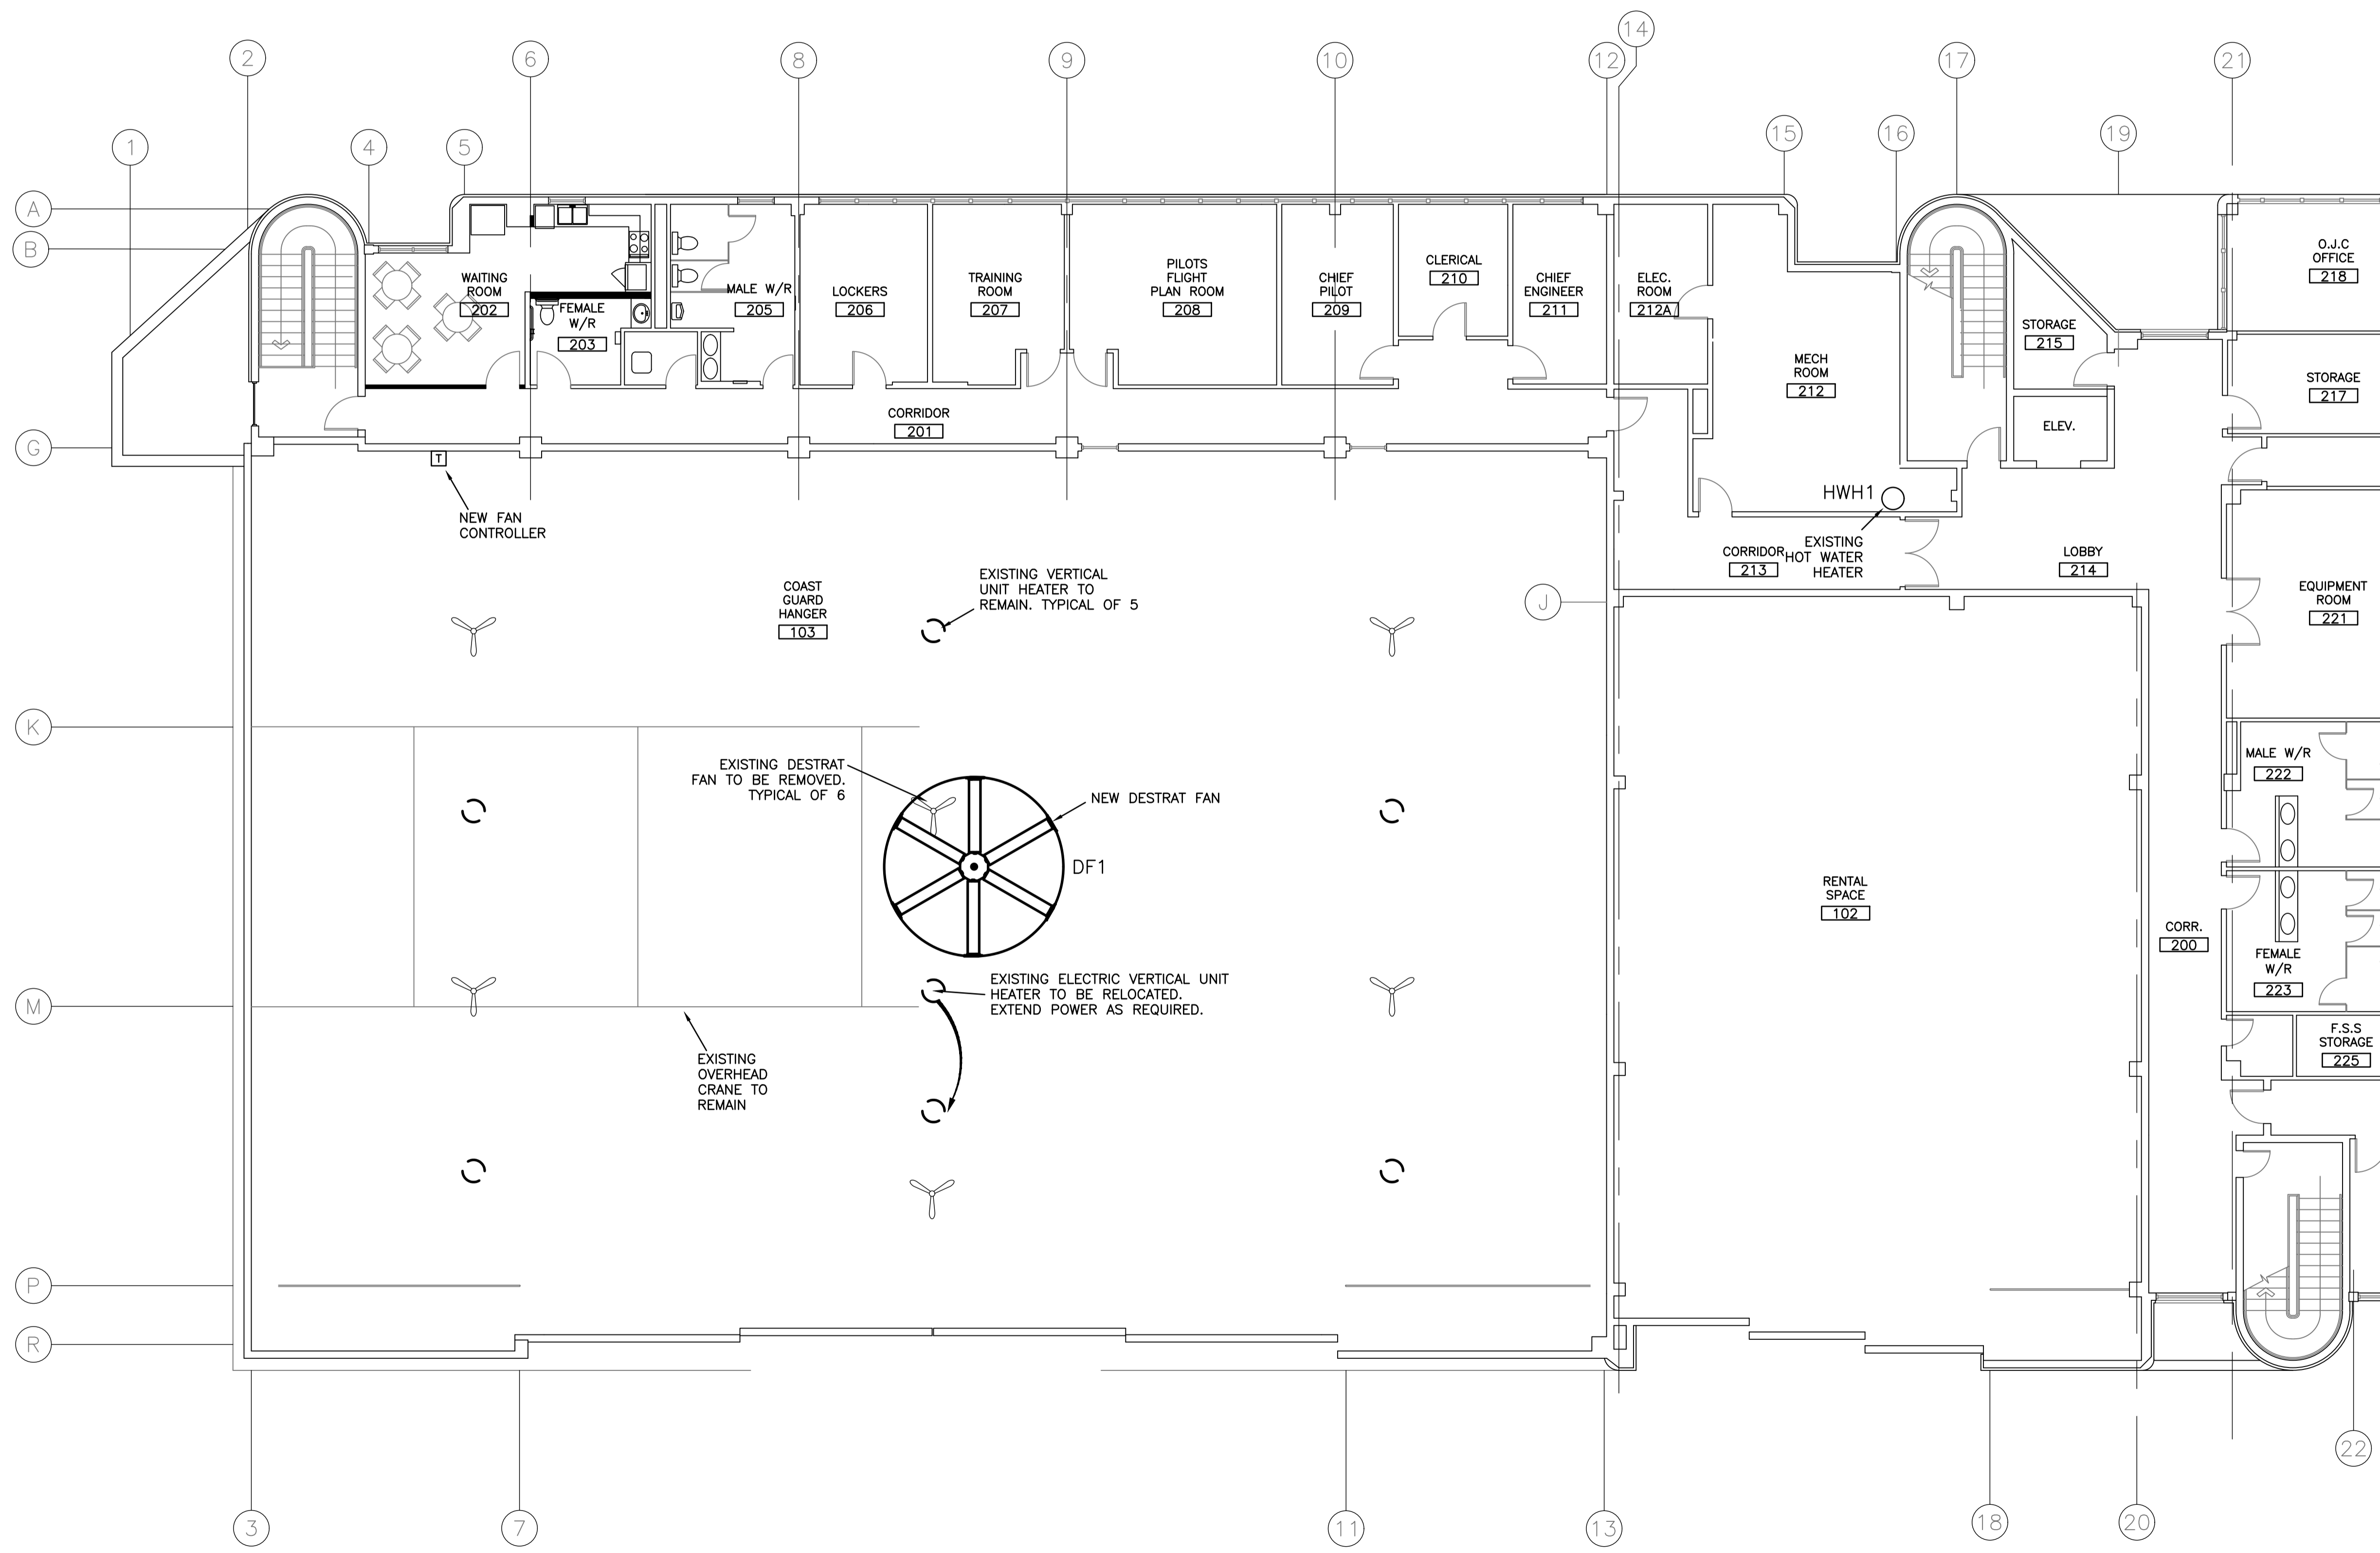 14
2
6
8
9
10
12
17
21
1
4
5
15
16
19
A
B
G
J
K
M
P
R
WAITING
ROOM
202
FEMALE
W/R
203
MALE W/R
205
LOCKERS
206
TRAINING
ROOM
207
PILOTS
FLIGHT
PLAN ROOM
208
CHIEF
PILOT
209
CLERICAL
210
CHIEF
ENGINEER
211
ELEC.
ROOM
212A
MECH
ROOM
212
STORAGE
215
ELEV.
O.J.C
OFFICE
218
STORAGE
217
CORRIDOR
201
T
NEW FAN
CONTROLLER
HWH1
EXISTING
HOT WATER
HEATER
CORRIDOR
213
LOBBY
214
EQUIPMENT
ROOM
221
COAST
GUARD
HANGER
103
EXISTING VERTICAL
UNIT HEATER TO
REMAIN. TYPICAL OF 5
EXISTING DESTRAT
FAN TO BE REMOVED.
TYPICAL OF 6
NEW DESTRAT FAN
DF1
EXISTING ELECTRIC VERTICAL UNIT
HEATER TO BE RELOCATED.
EXTEND POWER AS REQUIRED.
EXISTING
OVERHEAD
CRANE TO
REMAIN
RENTAL
SPACE
102
MALE W/R
222
CORR.
200
FEMALE
W/R
223
F.S.S
STORAGE
225
22
3
7
11
13
18
20